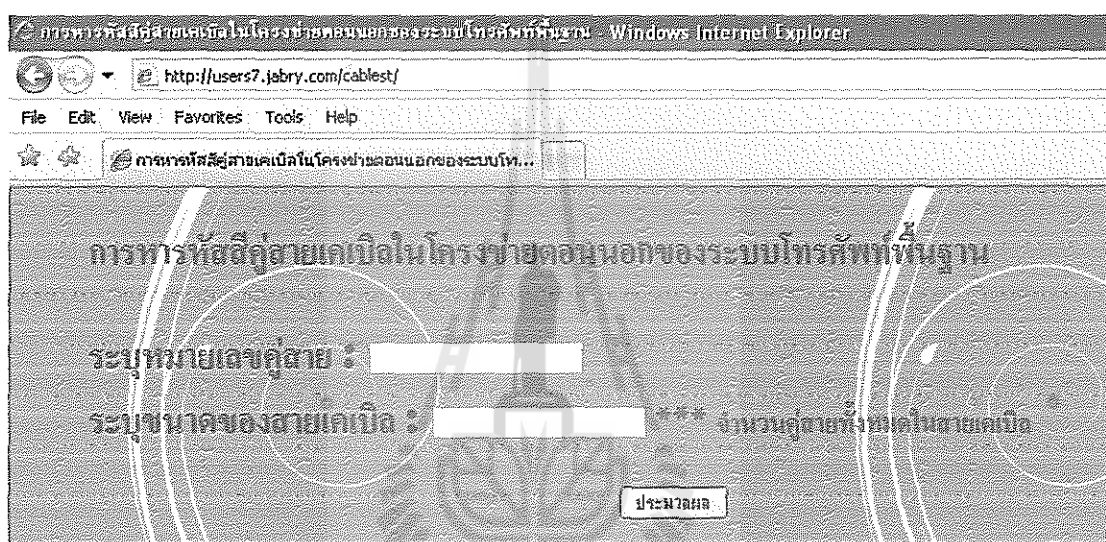 การหารหัสสีคู่สายเคเบิลในโครงข่ายตอนนอกของระบบโทรศัพท์พื้นฐาน - Windows Internet Explorer
http://users7.jabry.com/cablest/
File Edit View Favorites Tools Help
การหารหัสสีคู่สายเคเบิลในโครงข่ายตอนนอกของระบบโท...
การหารหัสสีคู่สายเคเบิลในโครงข่ายตอนนอกของระบบโทรศัพท์พื้นฐาน
ระบุหมายเลขคู่สาย :
ระบุขนาดของสายเคเบิล : *** จำนวนคู่สายทั้งหมดในสายเคเบิล
ประมวลผล